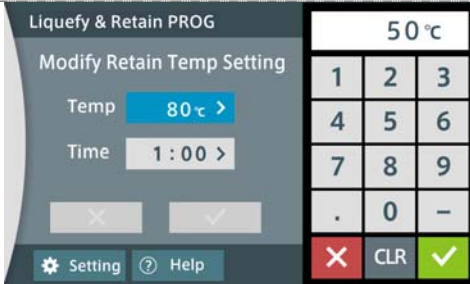 Liquefy & Retain PROG
50℃
Modify Retain Temp Setting
Temp 80℃ >
Time 1:00 >
Setting ? Help
1 2 3
4 5 6
7 8 9
. 0 −
CLR